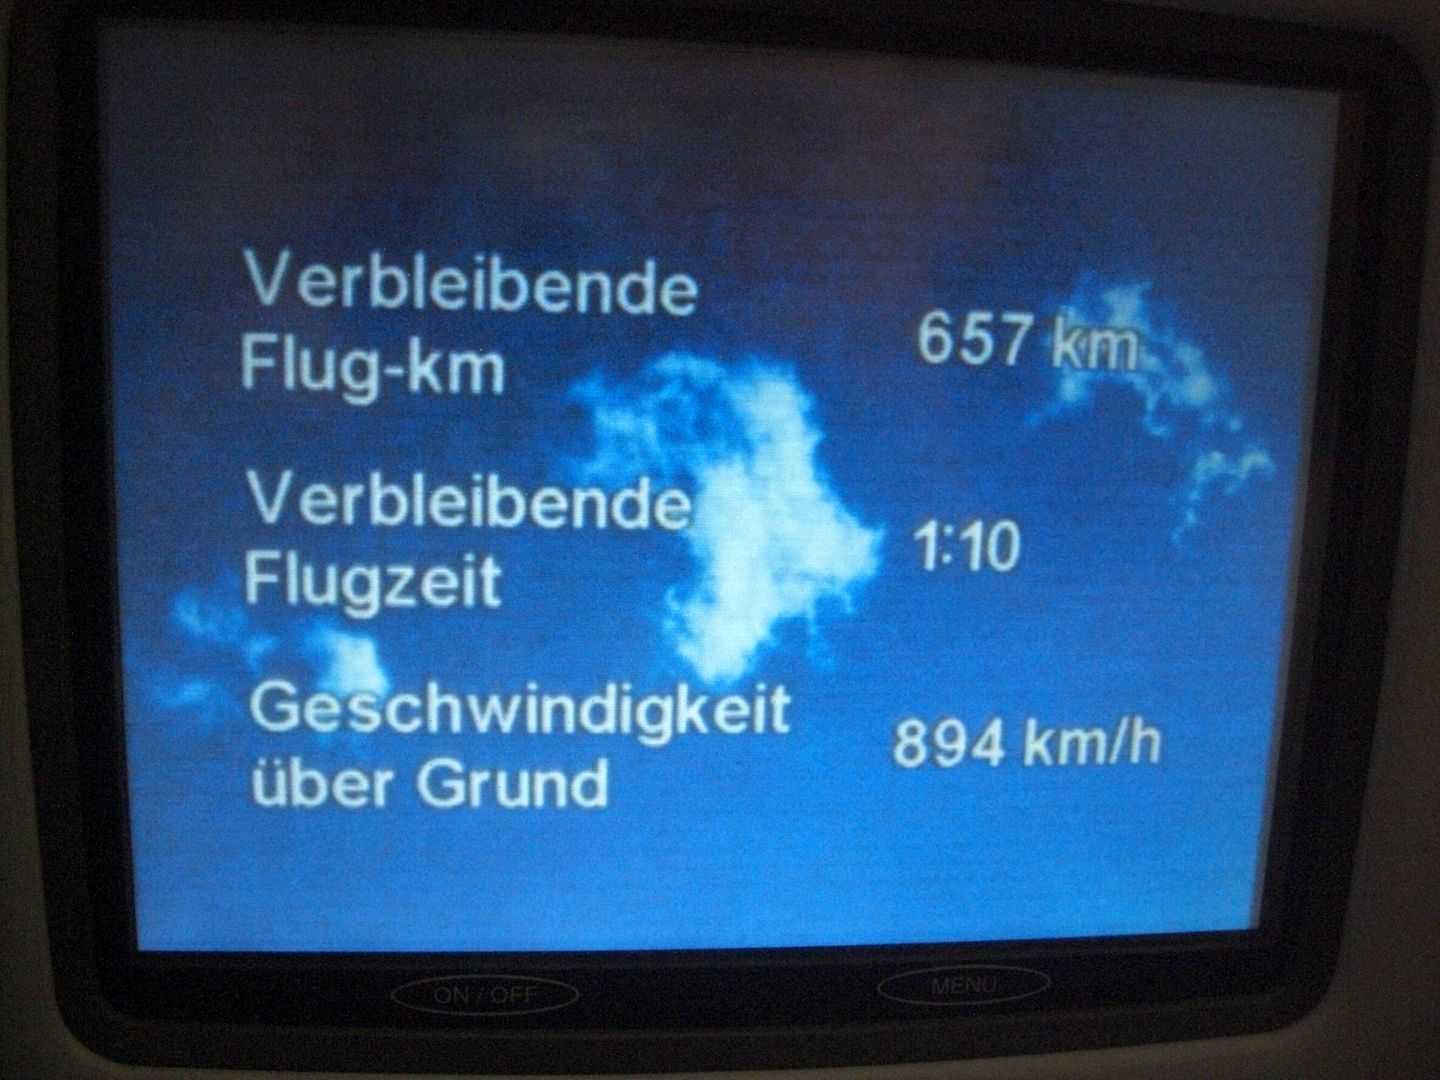 Verbleibende
Flug-km
657 km
Verbleibende
Flugzeit
1:10
Geschwindigkeit
über Grund
894 km/h
ON / OFF
MENU